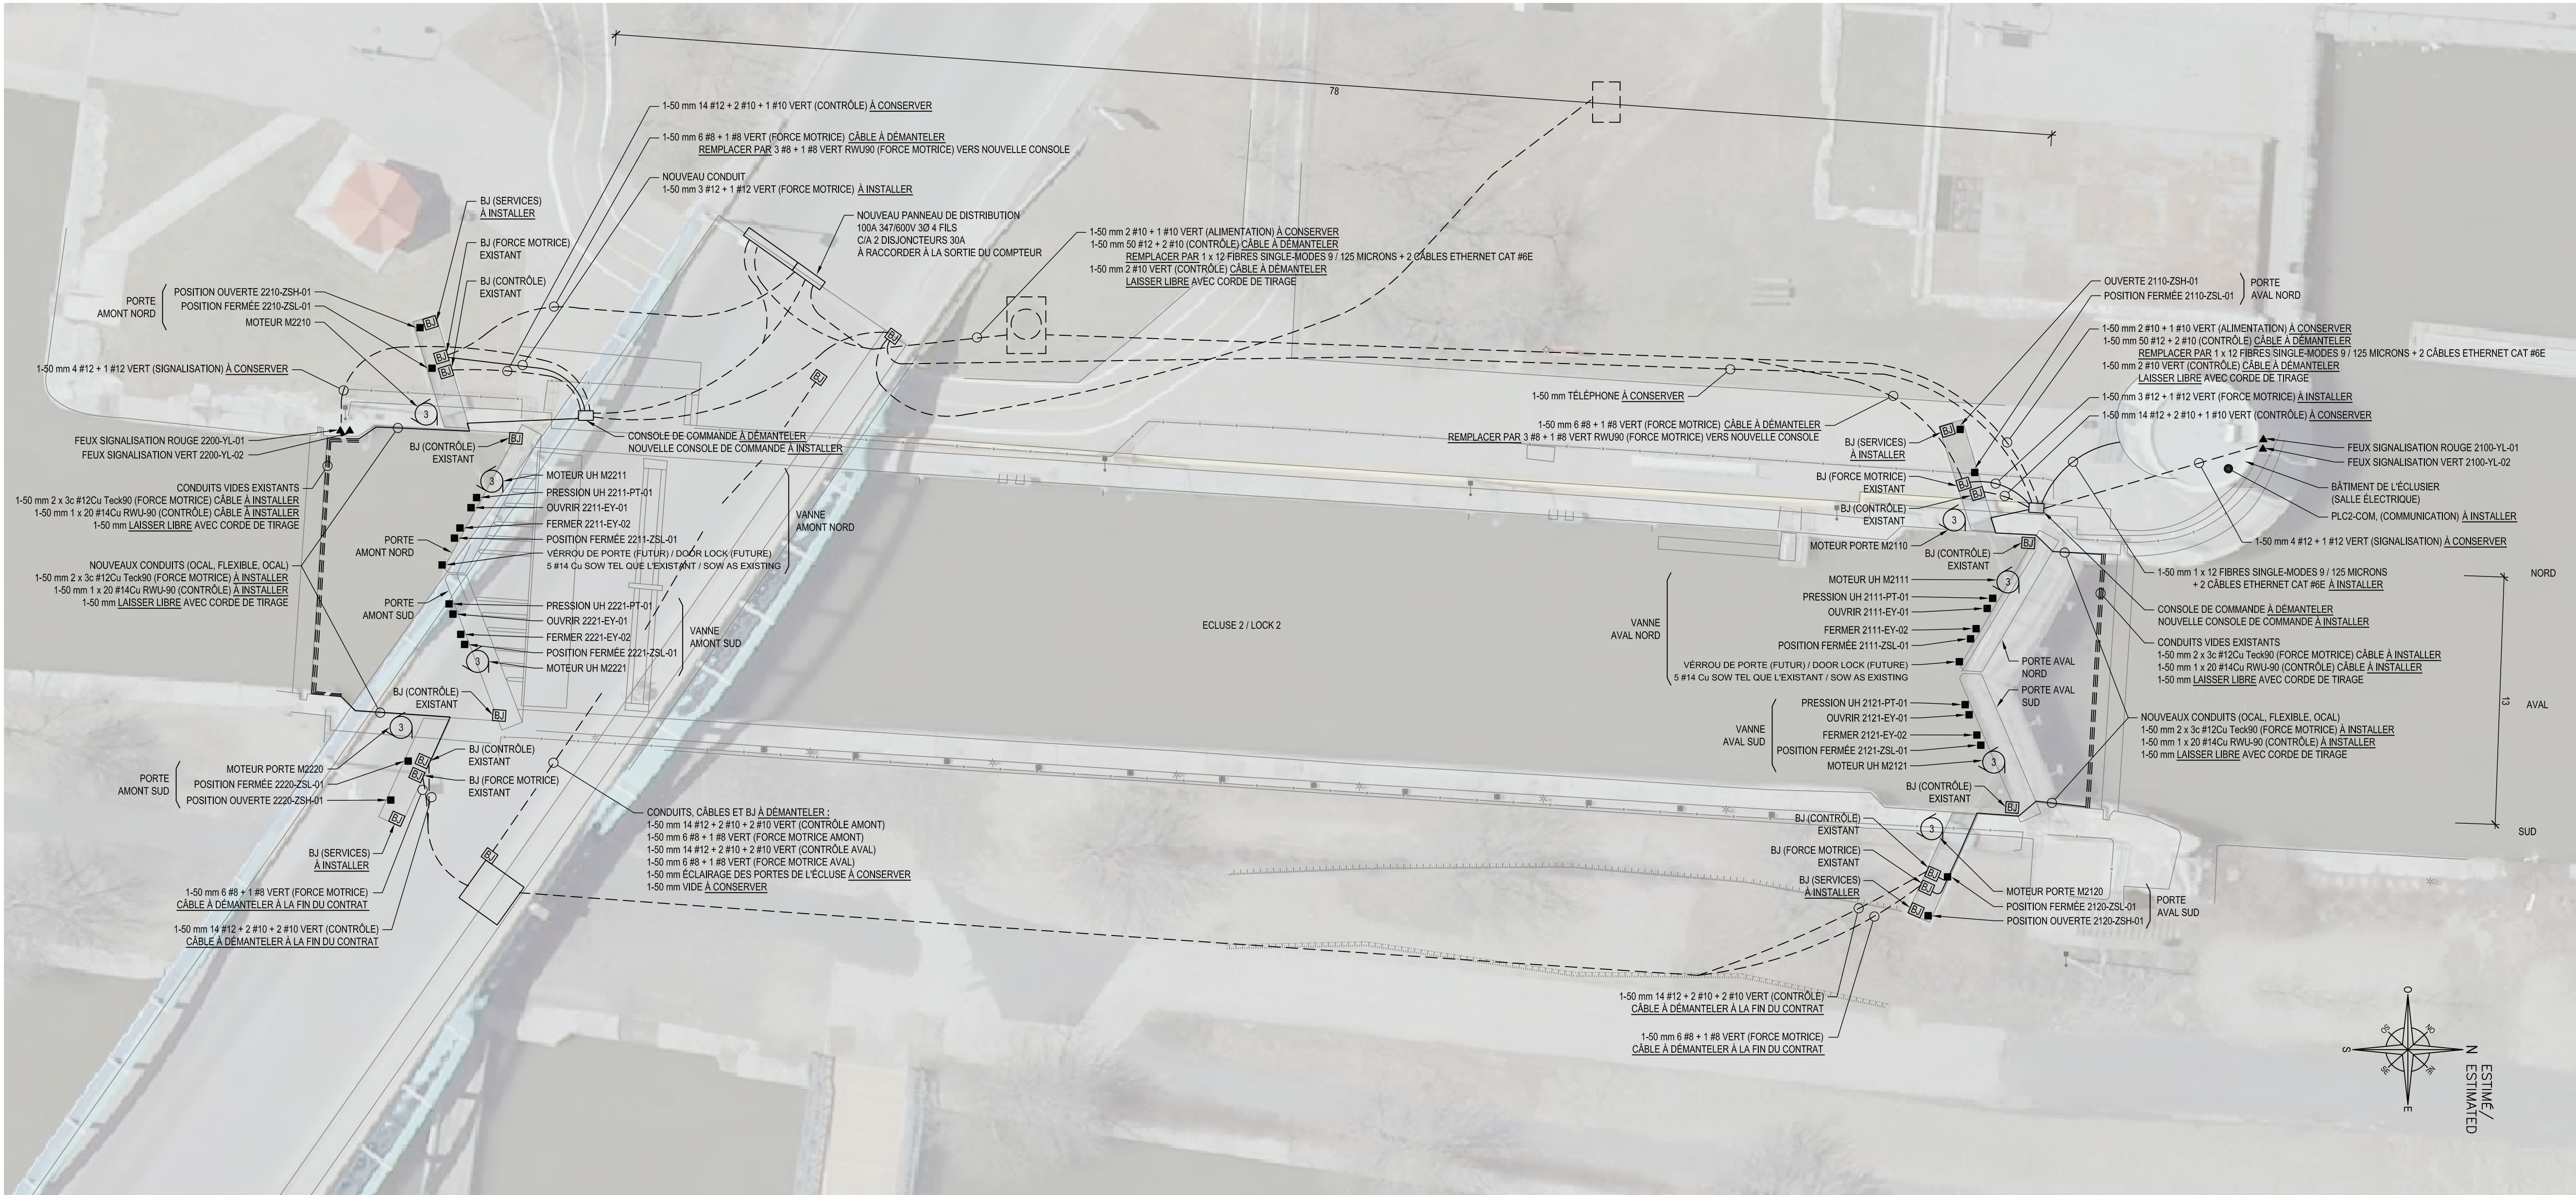 78
1-50 mm 14 #12 + 2 #10 + 1 #10 VERT (CONTRÔLE) À CONSERVER
1-50 mm 6 #8 + 1 #8 VERT (FORCE MOTRICE) CÂBLE À DÉMANTELER
REMPLACER PAR 3 #8 + 1 #8 VERT RWU90 (FORCE MOTRICE) VERS NOUVELLE CONSOLE
NOUVEAU CONDUIT
1-50 mm 3 #12 + 1 #12 VERT (FORCE MOTRICE) À INSTALLER
BJ (SERVICES)
À INSTALLER
BJ (FORCE MOTRICE)
EXISTANT
BJ (CONTRÔLE)
EXISTANT
NOUVEAU PANNEAU DE DISTRIBUTION
100A 347/600V 3Ø 4 FILS
C/A 2 DISJONCTEURS 30A
À RACCORDER À LA SORTIE DU COMPTEUR
1-50 mm 2 #10 + 1 #10 VERT (ALIMENTATION) À CONSERVER
1-50 mm 50 #12 + 2 #10 (CONTRÔLE) CÂBLE À DÉMANTELER
REMPLACER PAR 1 x 12 FIBRES SINGLE-MODES 9 / 125 MICRONS + 2 CÂBLES ETHERNET CAT #6E
1-50 mm 2 #10 VERT (CONTRÔLE) CÂBLE À DÉMANTELER
LAISSER LIBRE AVEC CORDE DE TIRAGE
PORTE
AMONT NORD
POSITION OUVERTE 2210-ZSH-01
POSITION FERMÉE 2210-ZSL-01
MOTEUR M2210
1-50 mm 4 #12 + 1 #12 VERT (SIGNALISATION) À CONSERVER
BJ
BJ
BJ
BJ
BJ
3
FEUX SIGNALISATION ROUGE 2200-YL-01
FEUX SIGNALISATION VERT 2200-YL-02
BJ (CONTRÔLE)
EXISTANT
BJ
CONSOLE DE COMMANDE À DÉMANTELER
NOUVELLE CONSOLE DE COMMANDE À INSTALLER
CONDUITS VIDES EXISTANTS
1-50 mm 2 x 3c #12Cu Teck90 (FORCE MOTRICE) CÂBLE À INSTALLER
1-50 mm 1 x 20 #14Cu RWU-90 (CONTRÔLE) CÂBLE À INSTALLER
1-50 mm LAISSER LIBRE AVEC CORDE DE TIRAGE
3
MOTEUR UH M2211
PRESSION UH 2211-PT-01
OUVRIR 2211-EY-01
FERMER 2211-EY-02
POSITION FERMÉE 2211-ZSL-01
VÉRROU DE PORTE (FUTUR) / DOOR LOCK (FUTURE)
5 #14 Cu SOW TEL QUE L'EXISTANT / SOW AS EXISTING
VANNE
AMONT NORD
PORTE
AMONT NORD
NOUVEAUX CONDUITS (OCAL, FLEXIBLE, OCAL)
1-50 mm 2 x 3c #12Cu Teck90 (FORCE MOTRICE) À INSTALLER
1-50 mm 1 x 20 #14Cu RWU-90 (CONTRÔLE) À INSTALLER
1-50 mm LAISSER LIBRE AVEC CORDE DE TIRAGE
PORTE
AMONT SUD
PRESSION UH 2221-PT-01
OUVRIR 2221-EY-01
FERMER 2221-EY-02
POSITION FERMÉE 2221-ZSL-01
MOTEUR UH M2221
3
VANNE
AMONT SUD
BJ (CONTRÔLE)
EXISTANT
BJ
3
PORTE
AMONT SUD
MOTEUR PORTE M2220
POSITION FERMÉE 2220-ZSL-01
POSITION OUVERTE 2220-ZSH-01
BJ
BJ
BJ
BJ (CONTRÔLE)
EXISTANT
BJ (FORCE MOTRICE)
EXISTANT
BJ (SERVICES)
À INSTALLER
BJ
1-50 mm 6 #8 + 1 #8 VERT (FORCE MOTRICE)
CÂBLE À DÉMANTELER À LA FIN DU CONTRAT
1-50 mm 14 #12 + 2 #10 + 2 #10 VERT (CONTRÔLE)
CÂBLE À DÉMANTELER À LA FIN DU CONTRAT
CONDUITS, CÂBLES ET BJ À DÉMANTELER ;
1-50 mm 14 #12 + 2 #10 + 2 #10 VERT (CONTRÔLE AMONT)
1-50 mm 6 #8 + 1 #8 VERT (FORCE MOTRICE AMONT)
1-50 mm 14 #12 + 2 #10 + 2 #10 VERT (CONTRÔLE AVAL)
1-50 mm 6 #8 + 1 #8 VERT (FORCE MOTRICE AVAL)
1-50 mm ÉCLAIRAGE DES PORTES DE L'ÉCLUSE À CONSERVER
1-50 mm VIDE À CONSERVER
ECLUSE 2 / LOCK 2
OUVERTE 2110-ZSH-01
POSITION FERMÉE 2110-ZSL-01
PORTE
AVAL NORD
1-50 mm 2 #10 + 1 #10 VERT (ALIMENTATION) À CONSERVER
1-50 mm 50 #12 + 2 #10 (CONTRÔLE) CÂBLE À DÉMANTELER
REMPLACER PAR 1 x 12 FIBRES SINGLE-MODES 9 / 125 MICRONS + 2 CÂBLES ETHERNET CAT #6E
1-50 mm 2 #10 VERT (CONTRÔLE) CÂBLE À DÉMANTELER
LAISSER LIBRE AVEC CORDE DE TIRAGE
1-50 mm 3 #12 + 1 #12 VERT (FORCE MOTRICE) À INSTALLER
1-50 mm 14 #12 + 2 #10 + 1 #10 VERT (CONTRÔLE) À CONSERVER
1-50 mm TÉLÉPHONE À CONSERVER
1-50 mm 6 #8 + 1 #8 VERT (FORCE MOTRICE) CÂBLE À DÉMANTELER
REMPLACER PAR 3 #8 + 1 #8 VERT RWU90 (FORCE MOTRICE) VERS NOUVELLE CONSOLE
BJ (SERVICES)
À INSTALLER
BJ
BJ (FORCE MOTRICE)
EXISTANT
BJ
BJ
BJ (CONTRÔLE)
EXISTANT
3
MOTEUR PORTE M2110
BJ (CONTRÔLE)
EXISTANT
BJ
FEUX SIGNALISATION ROUGE 2100-YL-01
FEUX SIGNALISATION VERT 2100-YL-02
BÂTIMENT DE L'ÉCLUSIER
(SALLE ÉLECTRIQUE)
PLC2-COM, (COMMUNICATION) À INSTALLER
1-50 mm 4 #12 + 1 #12 VERT (SIGNALISATION) À CONSERVER
1-50 mm 1 x 12 FIBRES SINGLE-MODES 9 / 125 MICRONS
+ 2 CÂBLES ETHERNET CAT #6E À INSTALLER
CONSOLE DE COMMANDE À DÉMANTELER
NOUVELLE CONSOLE DE COMMANDE À INSTALLER
CONDUITS VIDES EXISTANTS
1-50 mm 2 x 3c #12Cu Teck90 (FORCE MOTRICE) CÂBLE À INSTALLER
1-50 mm 1 x 20 #14Cu RWU-90 (CONTRÔLE) CÂBLE À INSTALLER
1-50 mm LAISSER LIBRE AVEC CORDE DE TIRAGE
VANNE
AVAL NORD
MOTEUR UH M2111
3
PRESSION UH 2111-PT-01
OUVRIR 2111-EY-01
FERMER 2111-EY-02
POSITION FERMÉE 2111-ZSL-01
VÉRROU DE PORTE (FUTUR) / DOOR LOCK (FUTURE)
5 #14 Cu SOW TEL QUE L'EXISTANT / SOW AS EXISTING
PORTE AVAL
NORD
PORTE AVAL
SUD
VANNE
AVAL SUD
PRESSION UH 2121-PT-01
OUVRIR 2121-EY-01
FERMER 2121-EY-02
POSITION FERMÉE 2121-ZSL-01
MOTEUR UH M2121
3
NOUVEAUX CONDUITS (OCAL, FLEXIBLE, OCAL)
1-50 mm 2 x 3c #12Cu Teck90 (FORCE MOTRICE) À INSTALLER
1-50 mm 1 x 20 #14Cu RWU-90 (CONTRÔLE) À INSTALLER
1-50 mm LAISSER LIBRE AVEC CORDE DE TIRAGE
NORD
13
AVAL
SUD
BJ (CONTRÔLE)
EXISTANT
BJ
BJ (CONTRÔLE)
EXISTANT
3
BJ (FORCE MOTRICE)
EXISTANT
BJ (SERVICES)
À INSTALLER
BJ
BJ
BJ
MOTEUR PORTE M2120
POSITION FERMÉE 2120-ZSL-01
POSITION OUVERTE 2120-ZSH-01
PORTE
AVAL SUD
1-50 mm 14 #12 + 2 #10 + 2 #10 VERT (CONTRÔLE)
CÂBLE À DÉMANTELER À LA FIN DU CONTRAT
1-50 mm 6 #8 + 1 #8 VERT (FORCE MOTRICE)
CÂBLE À DÉMANTELER À LA FIN DU CONTRAT
O
SO
NO
S
N
SE
NE
E
ESTIMÉ/
ESTIMATED